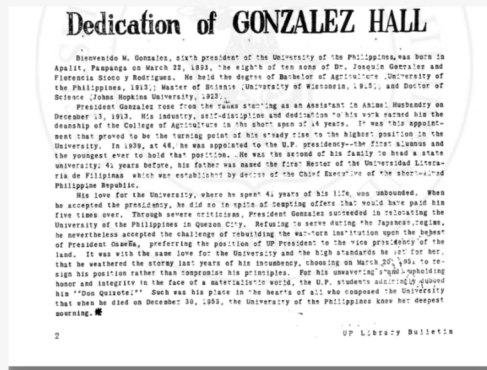 Dedication of GONZALEZ HALL
Bienvenido M. Gonzalez, sixth president of the University of the Philippines, was born in
Apalit, Pampanga on March 22, 1893, the eighth of ten sons of Dr. Joaquin Gonzalez and
Florencia Sioco y Rodriguez. He held the degree of Bachelor of Agriculture (University of
the Philippines, 1913); Master of Science (University of Wisconsin, 1915); and Doctor of
Science (Johns Hopkins University, 1923).
President Gonzalez rose from the ranks starting as an Assistant in Animal Husbandry on
December 13, 1913. His industry, self-discipline and dedication to his work earned him the
deanship of the College of Agriculture in the short span of 14 years. It was this appoint-
ment that proved to be the turning point of his steady rise to the highest position in the
University. In 1939, at 46, he was appointed to the U.P. presidency—the first alumnus and
the youngest ever to hold that position. He was the second of his family to head a state
university; 41 years before, his father was named the first Rector of the Universidad Litera-
ria de Filipinas which was established by decree of the Chief Executive of the short-lived
Philippine Republic.
His love for the University, where he spent 41 years of his life, was unbounded. When
he accepted the presidency, he did so in spite of tempting offers that would have paid him
five times over. Through severe criticism, President Gonzalez succeeded in relocating the
University of the Philippines in Quezon City. Refusing to serve during the Japanese regime,
he nevertheless accepted the challenge of rebuilding the war-torn institution upon the behest
of President Osmeña, preferring the position of UP President to the vice presidency of the
land. It was with the same love for the University and the high standards he set for her,
that he weathered the stormy last years of his incumbency, choosing on March 20, 1951 to re-
sign his position rather than compromise his principles. For his unwavering stand upholding
honor and integrity in the face of a materialistic world, the U.P. students admiringly dubbed
him "Don Quixote!" Such was his place in the hearts of all who composed the University
that when he died on December 30, 1953, the University of the Philippines knew her deepest
mourning.
2
UP Library Bulletin